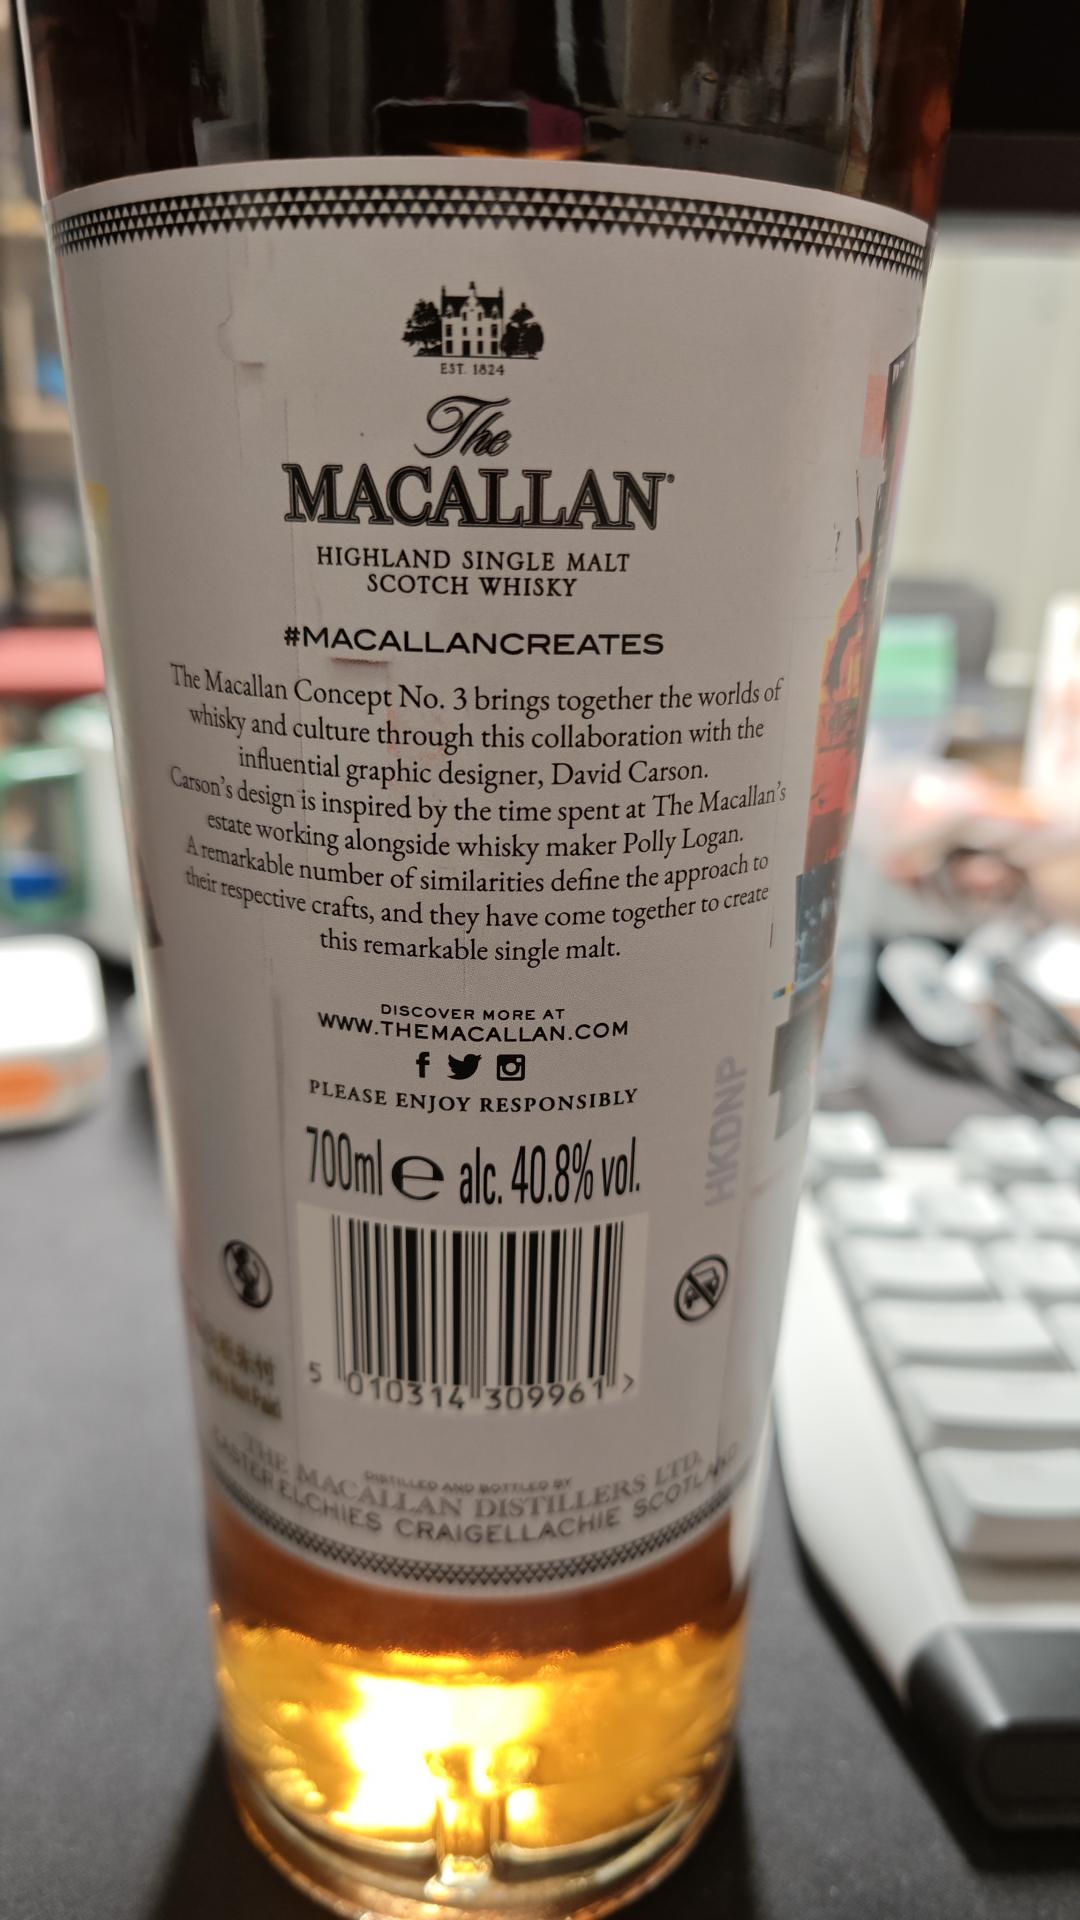 EST. 1824
The
MACALLAN
HIGHLAND SINGLE MALT
SCOTCH WHISKY
#MACALLANCREATES
The Macallan Concept No. 3 brings together the worlds of
whisky and culture through this collaboration with the
influential graphic designer, David Carson.
Carson's design is inspired by the time spent at The Macallan's
estate working alongside whisky maker Polly Logan.
A remarkable number of similarities define the approach to
their respective crafts, and they have come together to create
this remarkable single malt.
DISCOVER MORE AT
WWW.THEMACALLAN.COM
PLEASE ENJOY RESPONSIBLY
700ml e alc. 40.8% vol.
HKDNP
5 010314 309961 >
DISTILLED AND BOTTLED BY
THE MACALLAN DISTILLERS LTD.
EASTER ELCHIES CRAIGELLACHIE SCOTLAND